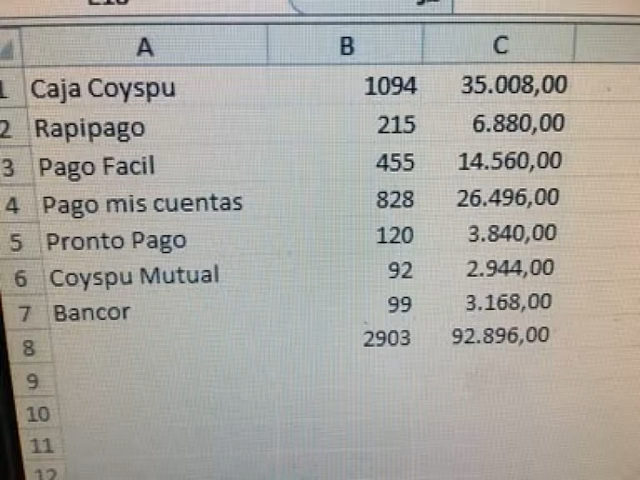 A B C
1 Caja Coyspu 1094 35.008,00
2 Rapipago 215 6.880,00
3 Pago Facil 455 14.560,00
4 Pago mis cuentas 828 26.496,00
5 Pronto Pago 120 3.840,00
6 Coyspu Mutual 92 2.944,00
7 Bancor 99 3.168,00
8 2903 92.896,00
9
10
11
12